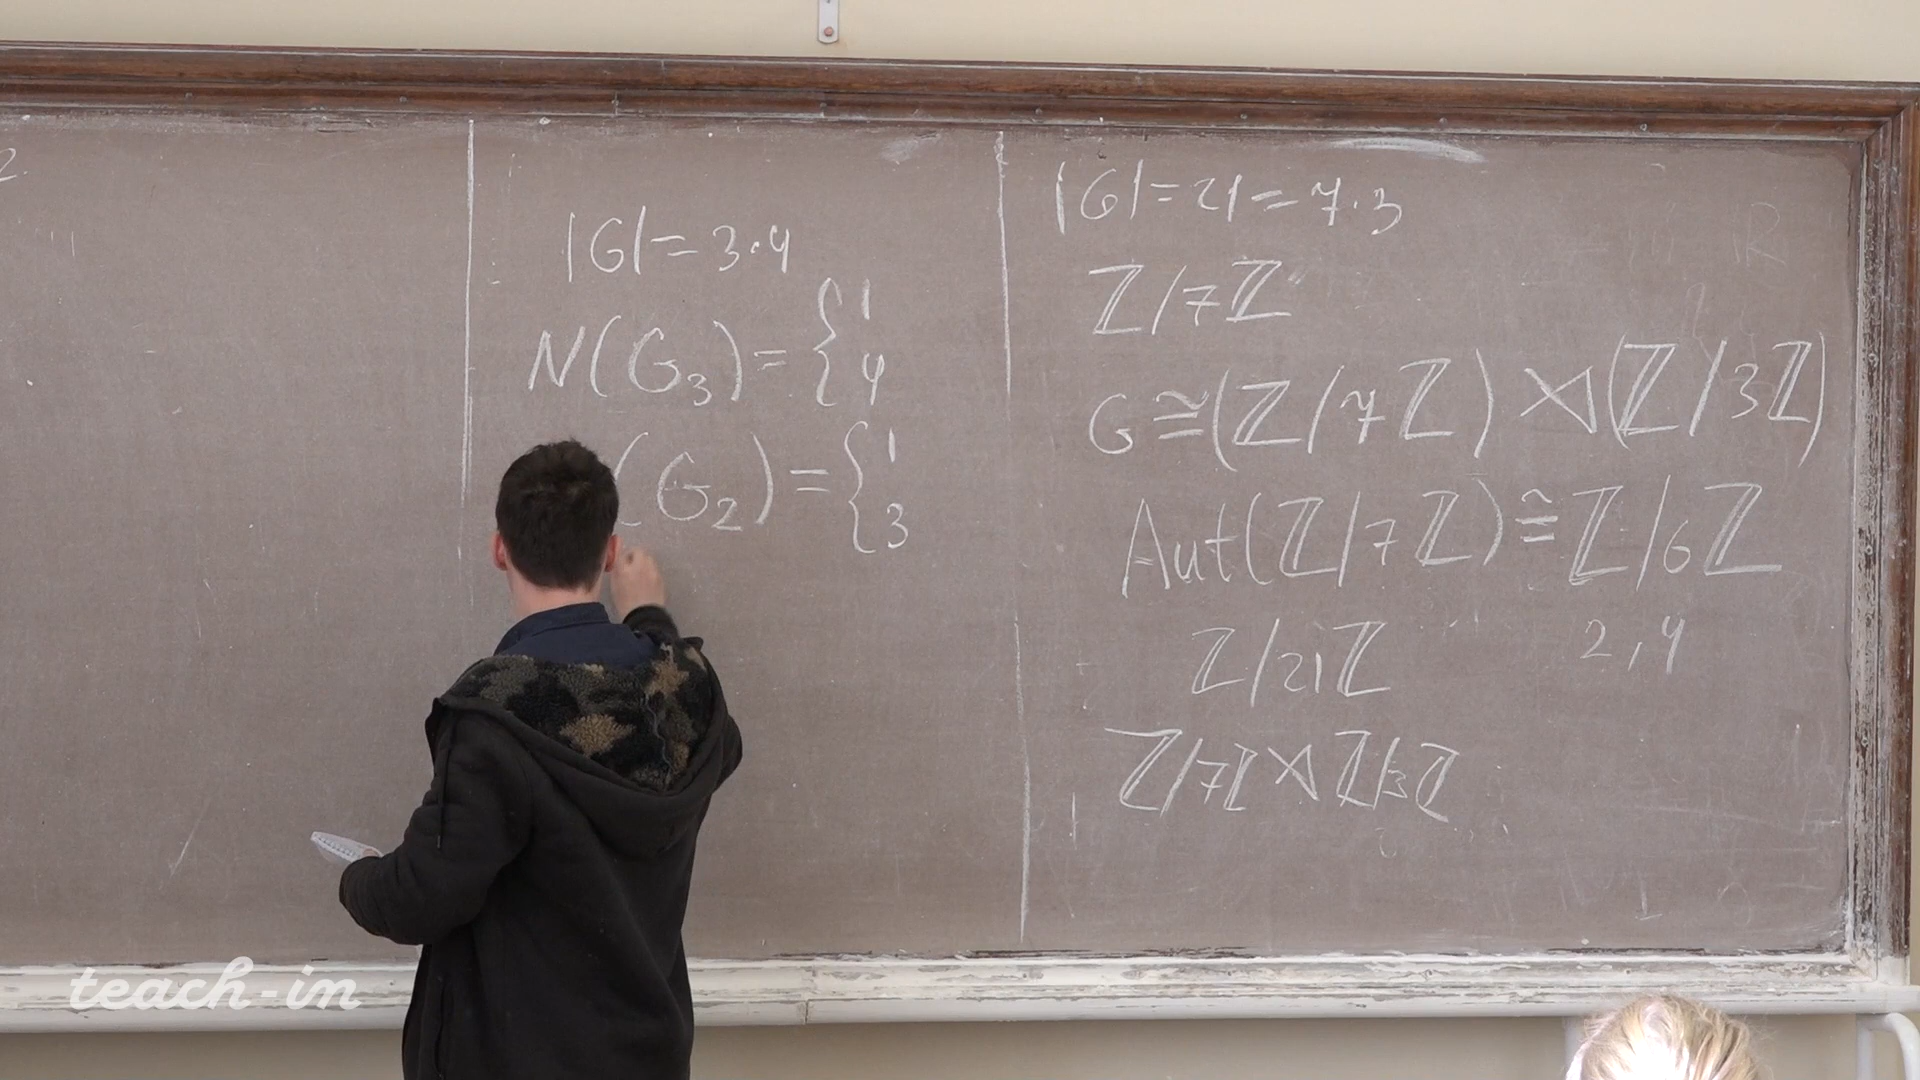 2.
|G| = 3·4
N(G₃) = { 1
4
(G₂) = { 1
3
|G| = 21 = 7·3
ℤ/7ℤ
G ≅ (ℤ/7ℤ) ⋊ (ℤ/3ℤ)
Aut(ℤ/7ℤ) ≅ ℤ/6ℤ
2, 4
ℤ/21ℤ
ℤ/7ℤ ⋊ ℤ/3ℤ
teach-in